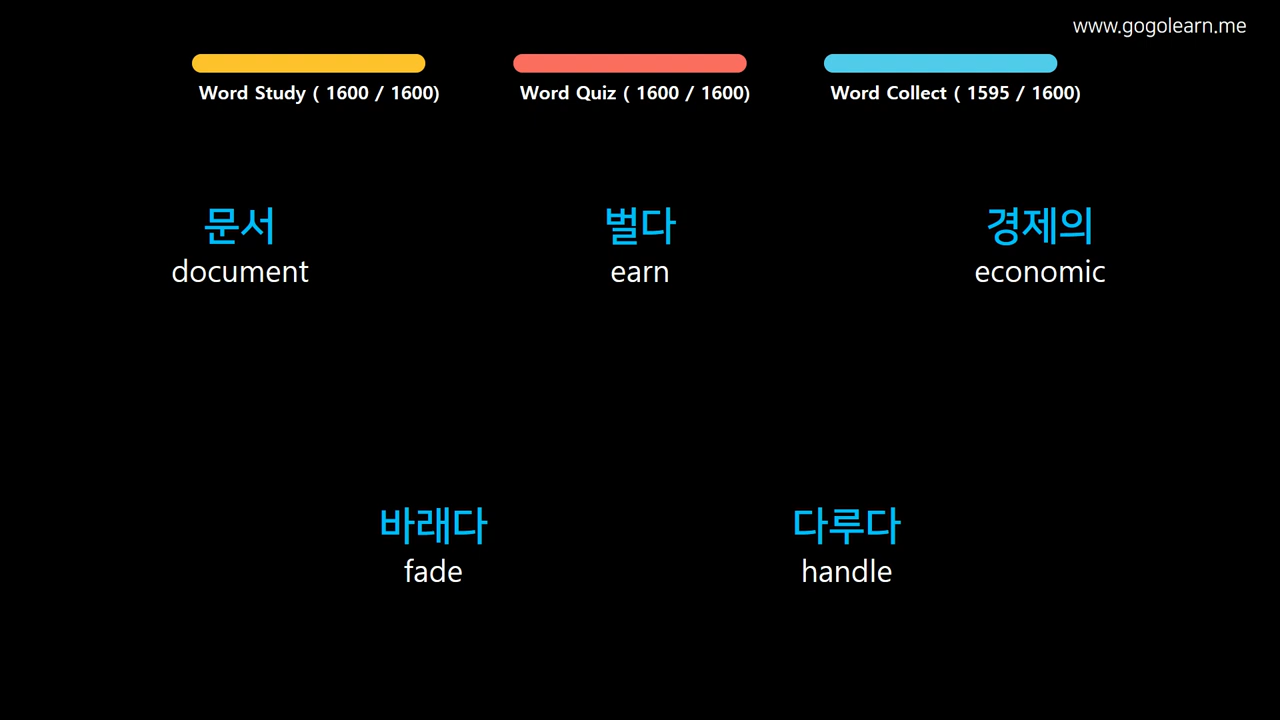 www.gogolearn.me
Word Study ( 1600 / 1600)
Word Quiz ( 1600 / 1600)
Word Collect ( 1595 / 1600)
문서
document
벌다
earn
경제의
economic
바래다
fade
다루다
handle